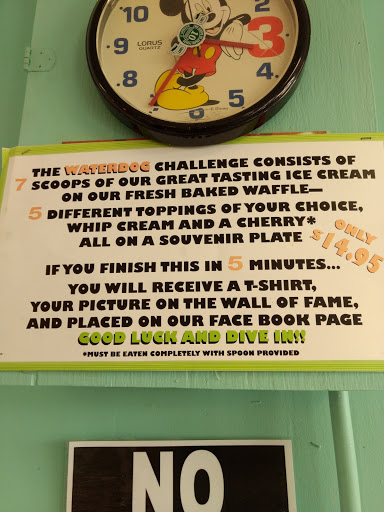 9
8
7
6
5
4
3
LORUS
QUARTZ
THE WATERDOG CHALLENGE CONSISTS OF
7 SCOOPS OF OUR GREAT TASTING ICE CREAM
ON OUR FRESH BAKED WAFFLE—
5 DIFFERENT TOPPINGS OF YOUR CHOICE,
WHIP CREAM AND A CHERRY*
ALL ON A SOUVENIR PLATE
ONLY
$14.95
IF YOU FINISH THIS IN 5 MINUTES...
YOU WILL RECEIVE A T-SHIRT,
YOUR PICTURE ON THE WALL OF FAME,
AND PLACED ON OUR FACE BOOK PAGE
GOOD LUCK AND DIVE IN!!
*MUST BE EATEN COMPLETELY WITH SPOON PROVIDED
NO